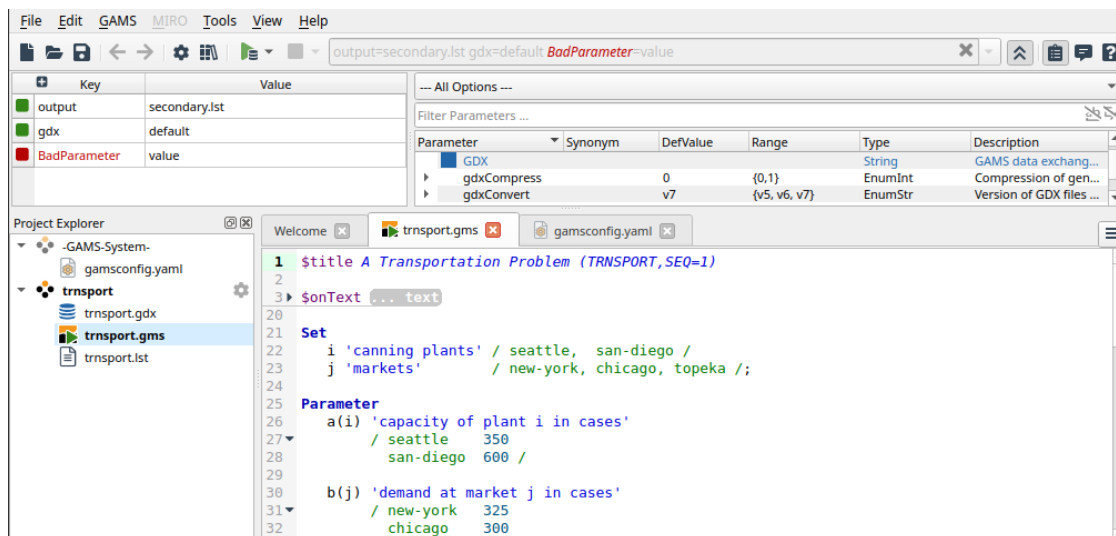 File Edit GAMS MIRO Tools View Help
output=secondary.lst gdx=default BadParameter=value
Key Value
output secondary.lst
gdx default
BadParameter value
--- All Options ---
Filter Parameters ...
Parameter Synonym DefValue Range Type Description
GDX String GAMS data exchang...
gdxCompress 0 {0,1} EnumInt Compression of gen...
gdxConvert v7 {v5, v6, v7} EnumStr Version of GDX files ...
Project Explorer
-GAMS-System-
gamsconfig.yaml
trnsport
trnsport.gdx
trnsport.gms
trnsport.lst
Welcome trnsport.gms gamsconfig.yaml
1 $title A Transportation Problem (TRNSPORT,SEQ=1)
2
3 $onText ... text
20
21 Set
22 i 'canning plants' / seattle, san-diego /
23 j 'markets' / new-york, chicago, topeka /;
24
25 Parameter
26 a(i) 'capacity of plant i in cases'
27 / seattle 350
28 san-diego 600 /
29
30 b(j) 'demand at market j in cases'
31 / new-york 325
32 chicago 300